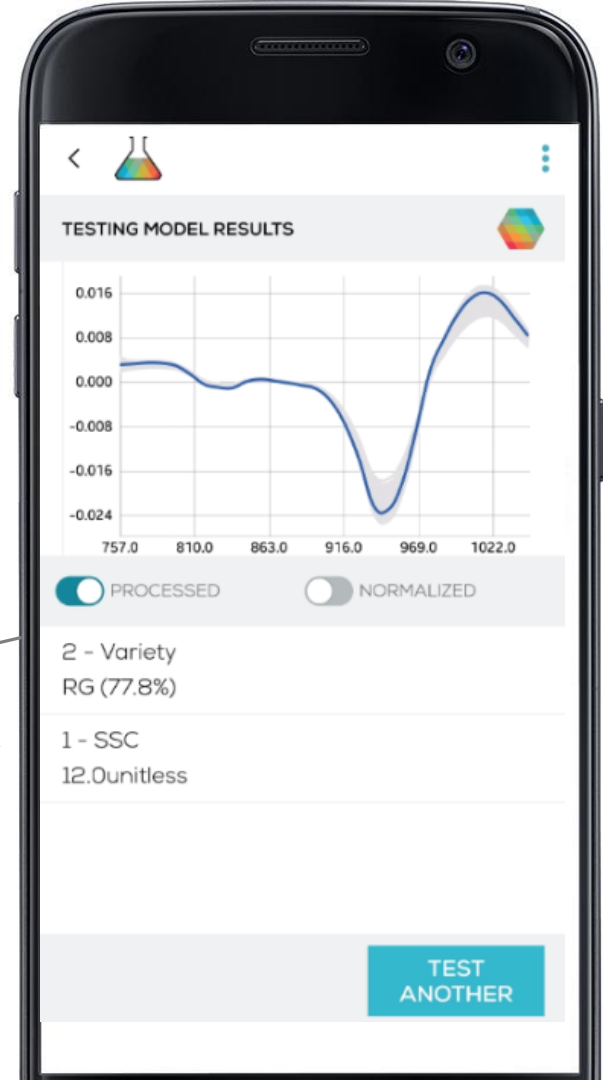 TESTING MODEL RESULTS
0.016
0.008
0.000
-0.008
-0.016
-0.024
757.0 810.0 863.0 916.0 969.0 1022.0
PROCESSED NORMALIZED
2 - Variety
RG (77.8%)
1 - SSC
12.0unitless
TEST
ANOTHER